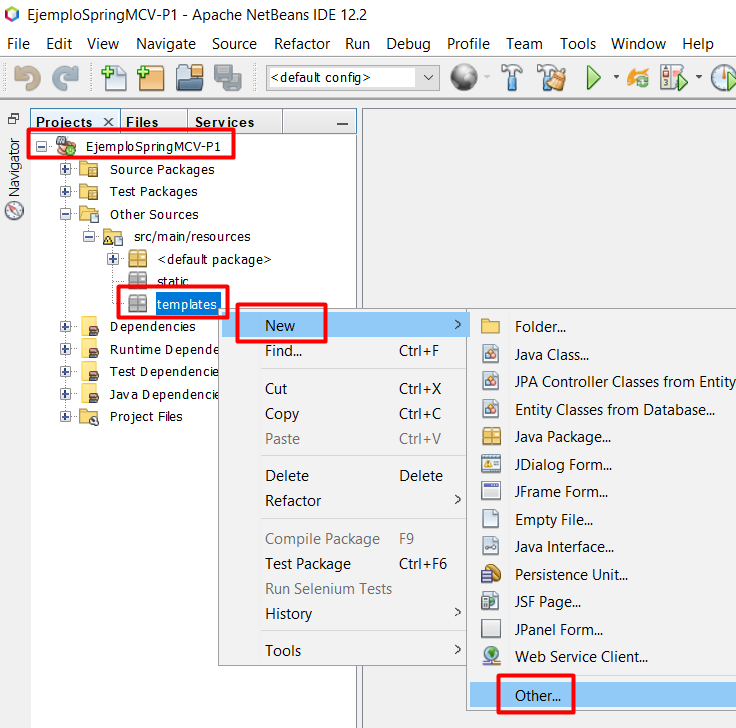 EjemploSpringMCV-P1 - Apache NetBeans IDE 12.2
File Edit View Navigate Source Refactor Run Debug Profile Team Tools Window Help
<default config>
Projects Files Services
Navigator
EjemploSpringMCV-P1
Source Packages
Test Packages
Other Sources
src/main/resources
<default package>
static
templates
Dependencies
Runtime Depende
Test Dependencie
Java Dependencie
Project Files
New
Find... Ctrl+F
Cut Ctrl+X
Copy Ctrl+C
Paste Ctrl+V
Delete Delete
Refactor
Compile Package F9
Test Package Ctrl+F6
Run Selenium Tests
History
Tools
Folder...
Java Class...
JPA Controller Classes from Entity
Entity Classes from Database...
Java Package...
JDialog Form...
JFrame Form...
Empty File...
Java Interface...
Persistence Unit...
JSF Page...
JPanel Form...
Web Service Client...
Other...